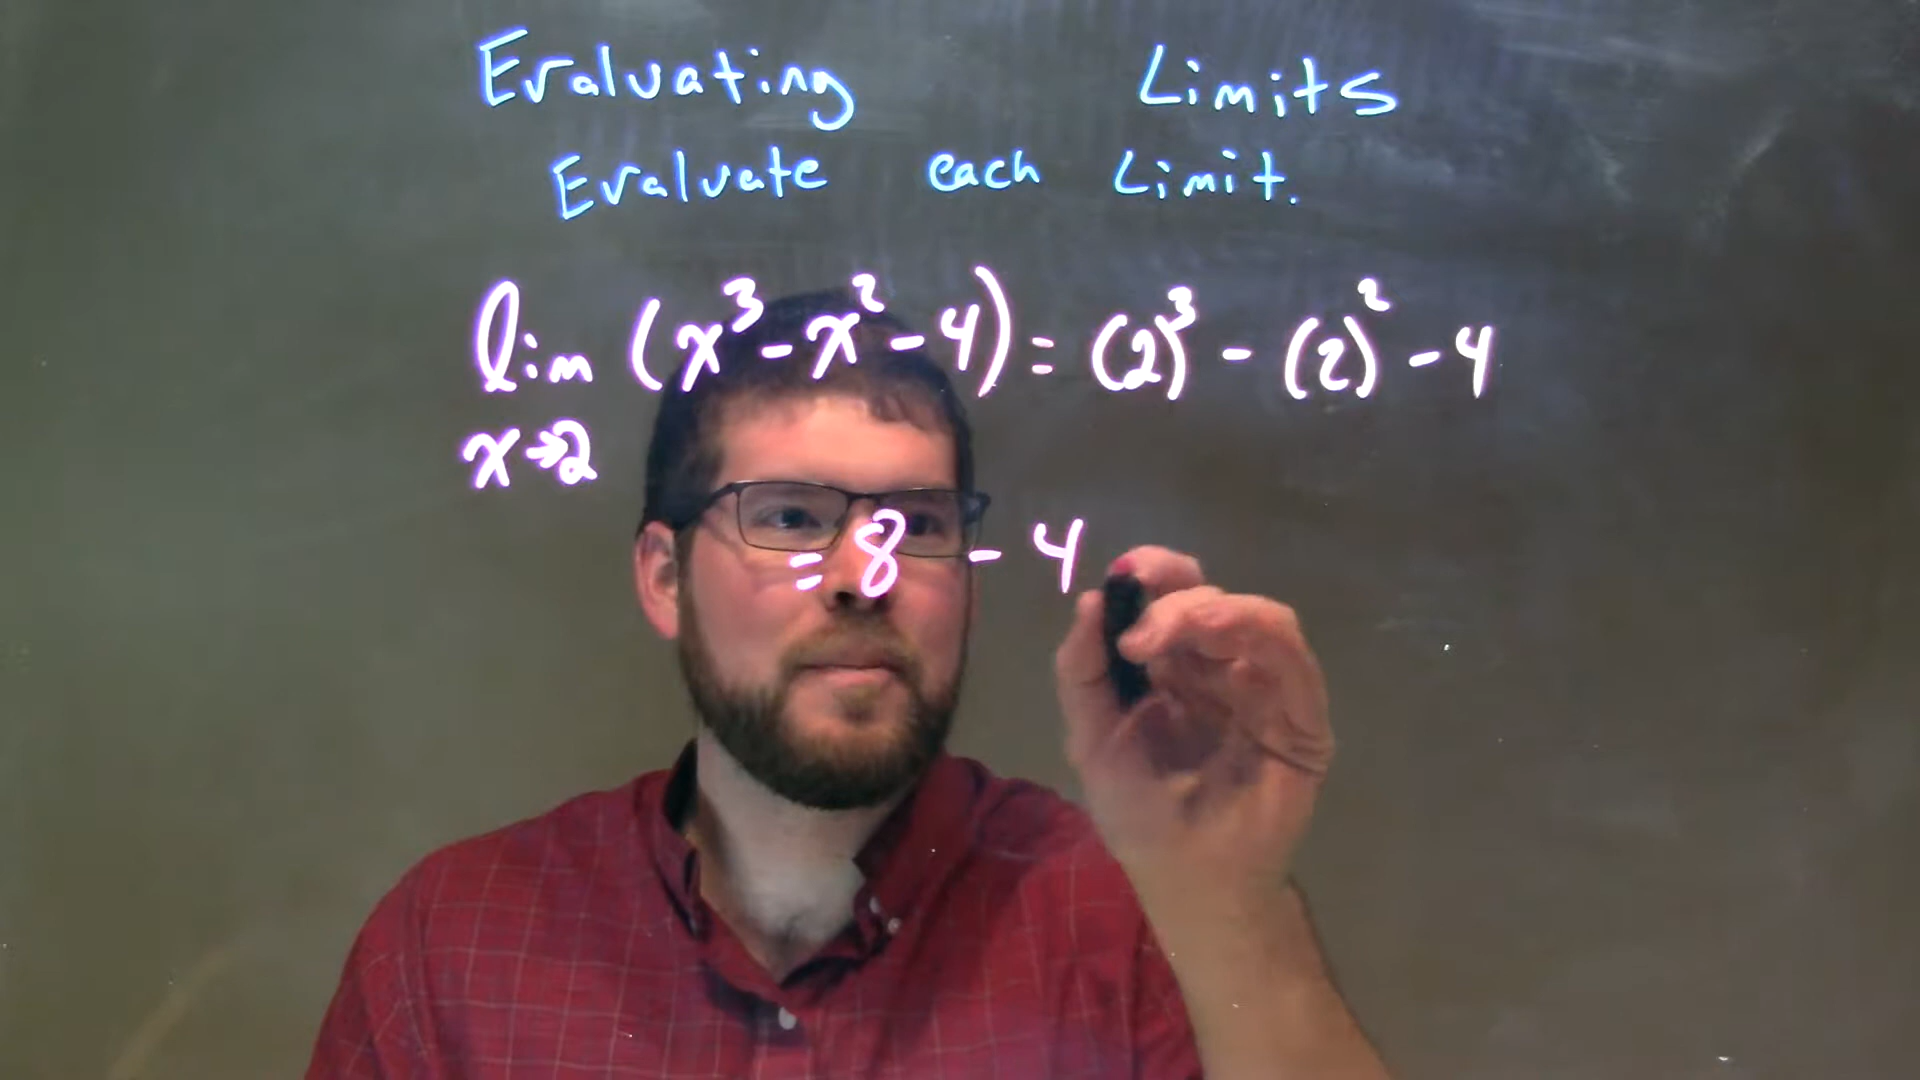 Evaluating Limits
Evaluate each Limit.
lim (x³ - x² - 4) = (2)³ - (2)² - 4
x→2
= 8 - 4